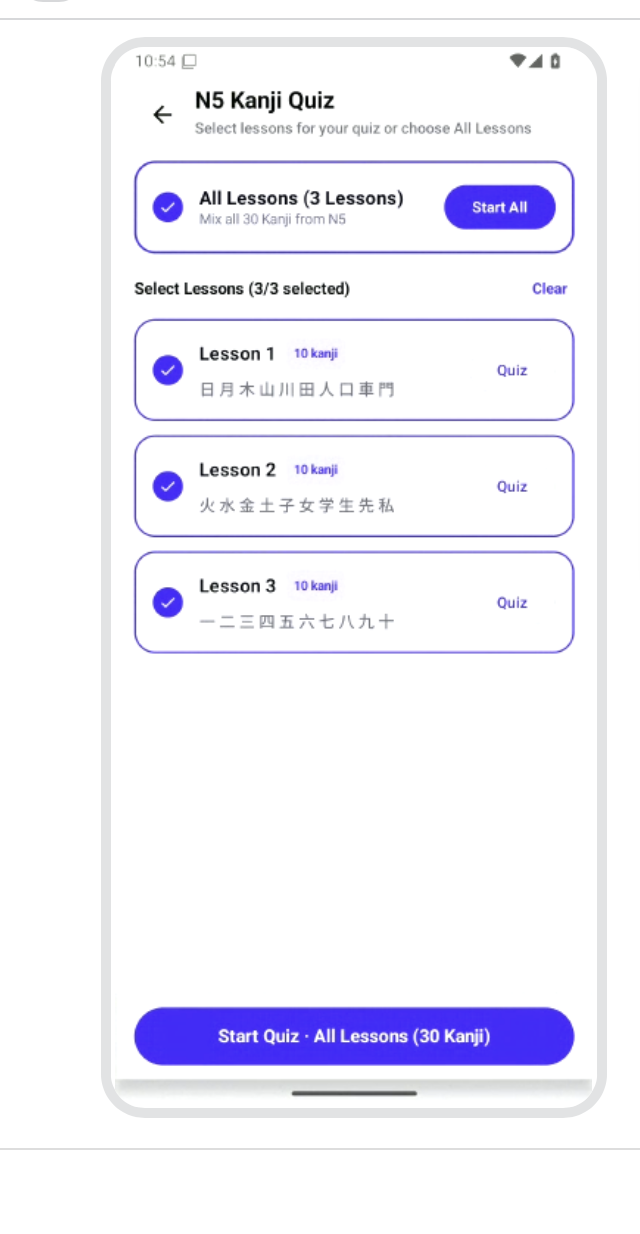 10:54
N5 Kanji Quiz
Select lessons for your quiz or choose All Lessons
All Lessons (3 Lessons)
Mix all 30 Kanji from N5
Start All
Select Lessons (3/3 selected)
Clear
Lesson 1 10 kanji
日月木山川田人口車門
Quiz
Lesson 2 10 kanji
火水金土子女学生先私
Quiz
Lesson 3 10 kanji
一二三四五六七八九十
Quiz
Start Quiz · All Lessons (30 Kanji)